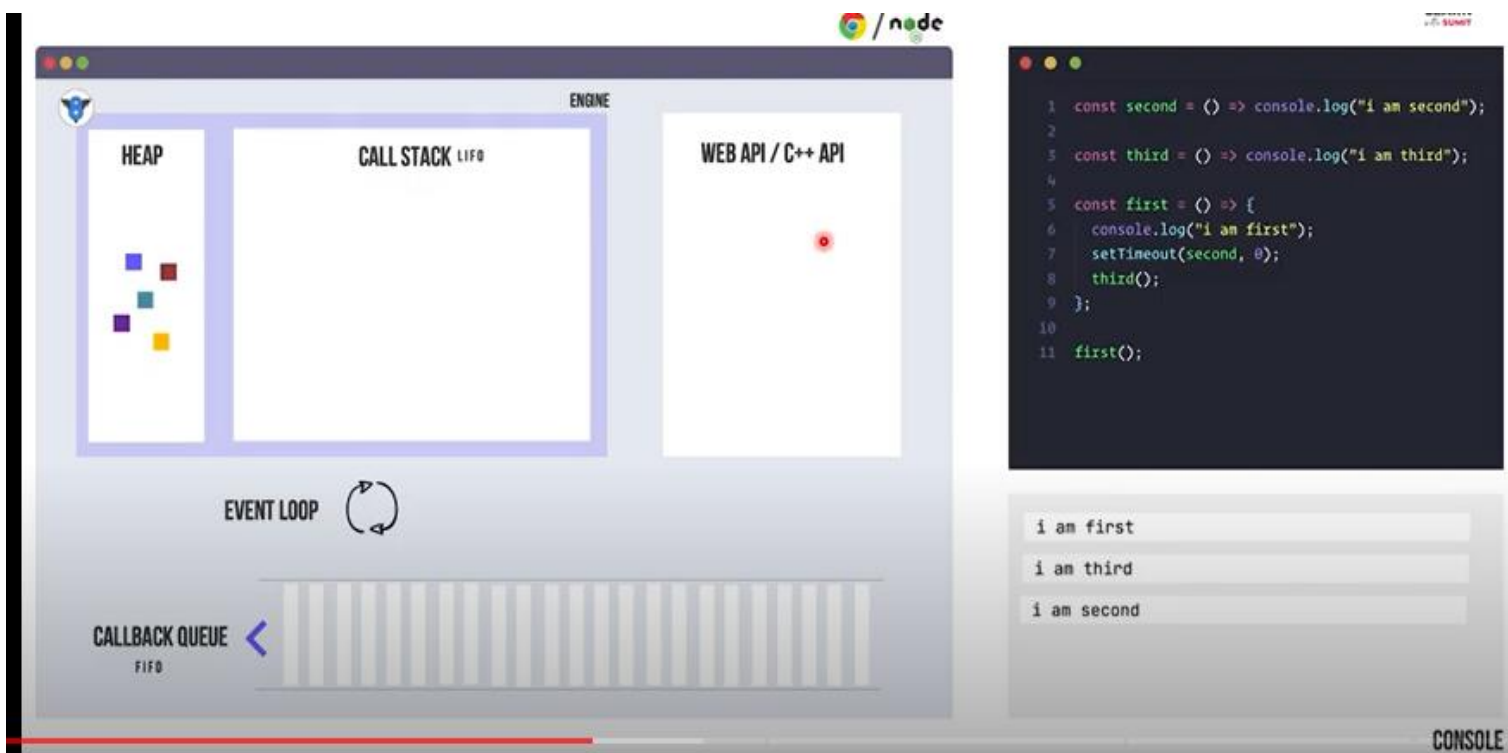 node
SUMIT
ENGINE
HEAP
CALL STACK LIFO
WEB API / C++ API
1 const second = () => console.log("i am second");
2
3 const third = () => console.log("i am third");
4
5 const first = () => {
6 console.log("i am first");
7 setTimeout(second, 0);
8 third();
9 };
10
11 first();
EVENT LOOP
CALLBACK QUEUE
FIFO
i am first
i am third
i am second
CONSOLE